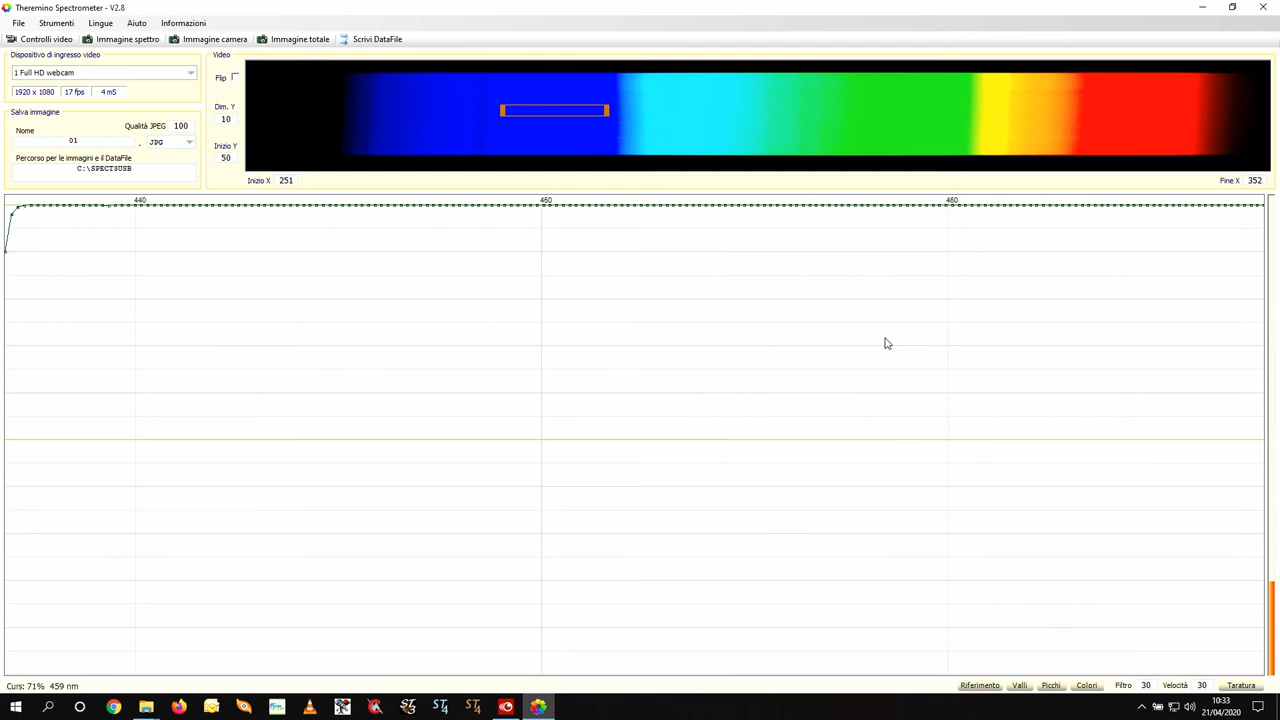 Theremino Spectrometer - V2.8
File Strumenti Lingue Aiuto Informazioni
Controlli video Immagine spettro Immagine camera Immagine totale Scrivi DataFile
Dispositivo di ingresso video
1 Full HD webcam
1920 x 1080 17 fps 4 mS
Salva immagine
Nome
Qualità JPEG 100
01 . JPG
Percorso per le immagini e il DataFile
C:\SPECT3USB
Video
Flip
Dim. Y
10
Inizio Y
50
Inizio X 251
Fine X 352
440 450 460
Curs: 71% 459 nm
Riferimento Valli Picchi Colori Filtro 30 Velocità 30 Taratura
10:33
21/04/2020